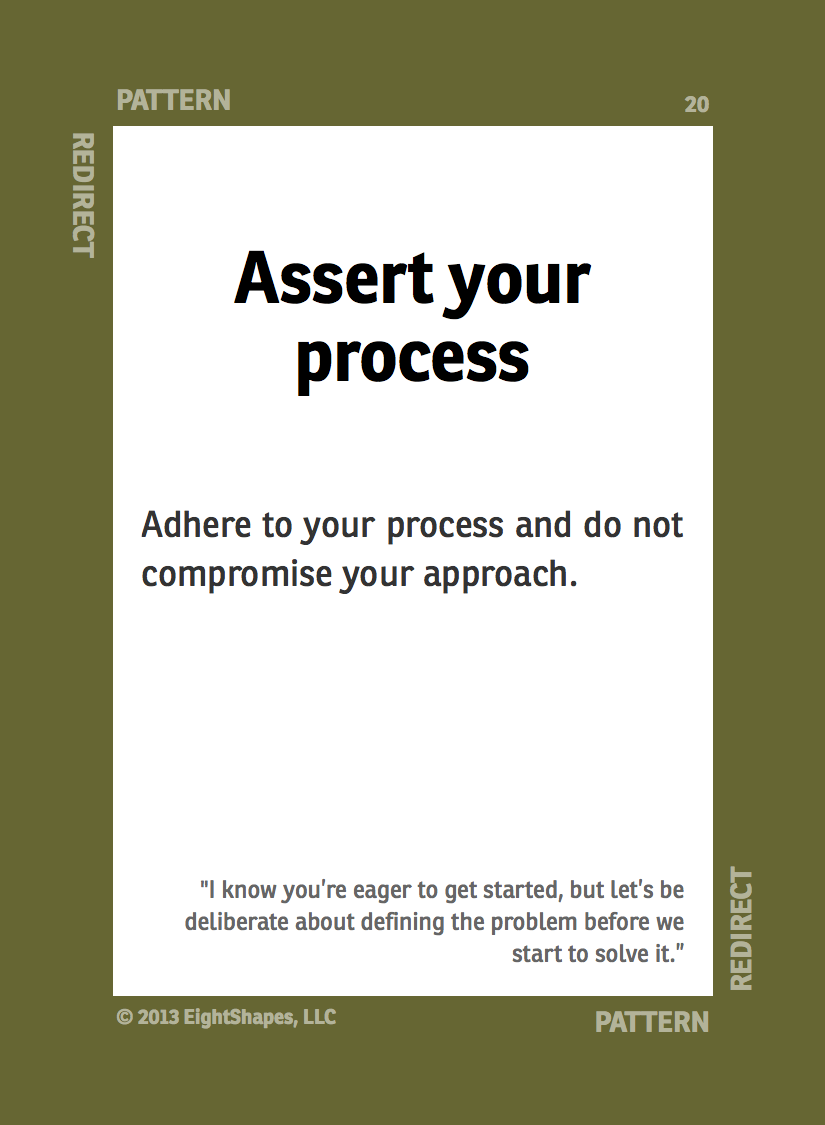 PATTERN
20
REDIRECT
Assert your
process
Adhere to your process and do not
compromise your approach.
"I know you’re eager to get started, but let’s be
deliberate about defining the problem before we
start to solve it.”
REDIRECT
© 2013 EightShapes, LLC
PATTERN